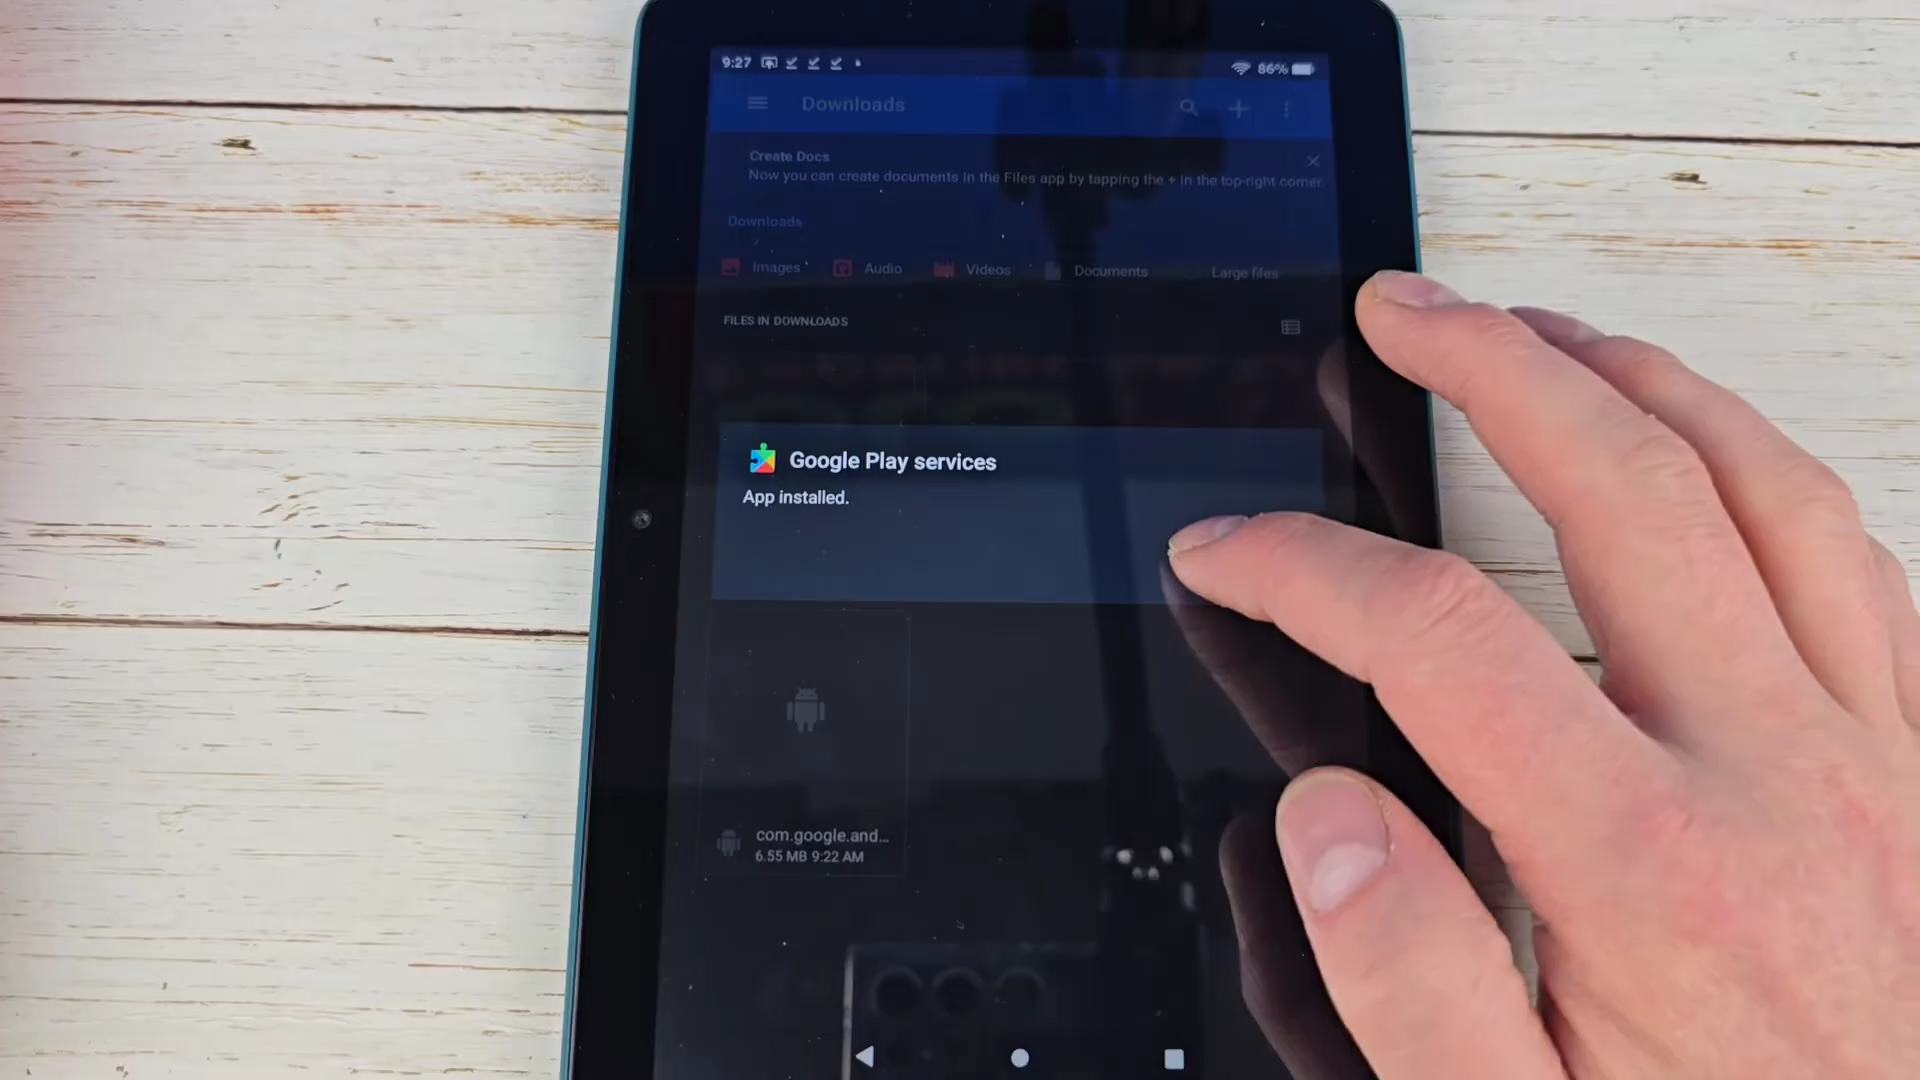 9:27
86%
Downloads
Create Docs
Now you can create documents in the Files app by tapping the + in the top-right corner.
Downloads
Images
Audio
Videos
Documents
Large files
FILES IN DOWNLOADS
Google Play services
App installed.
com.google.and...
6.55 MB 9:22 AM